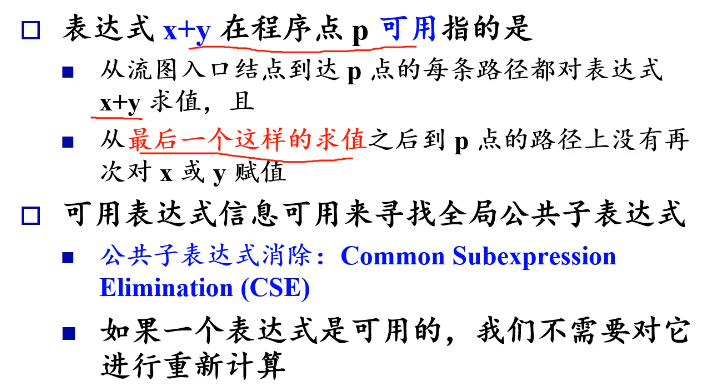 表达式 x+y 在程序点 p 可用指的是
从流图入口结点到达 p 点的每条路径都对表达式
x+y 求值，且
从最后一个这样的求值之后到 p 点的路径上没有再
次对 x 或 y 赋值
可用表达式信息可用来寻找全局公共子表达式
公共子表达式消除：Common Subexpression
Elimination (CSE)
如果一个表达式是可用的，我们不需要对它
进行重新计算